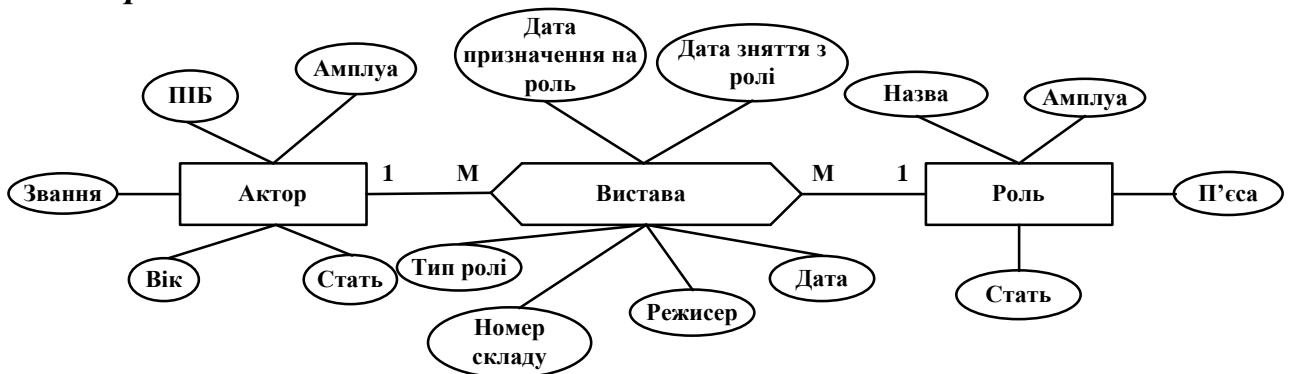 Дата
призначення на
роль
Дата зняття з
ролі
ПІБ
Амплуа
Назва
Амплуа
Звання
Актор
1
М
Вистава
М
1
Роль
П’єса
Вік
Стать
Тип ролі
Номер
складу
Режисер
Дата
Стать